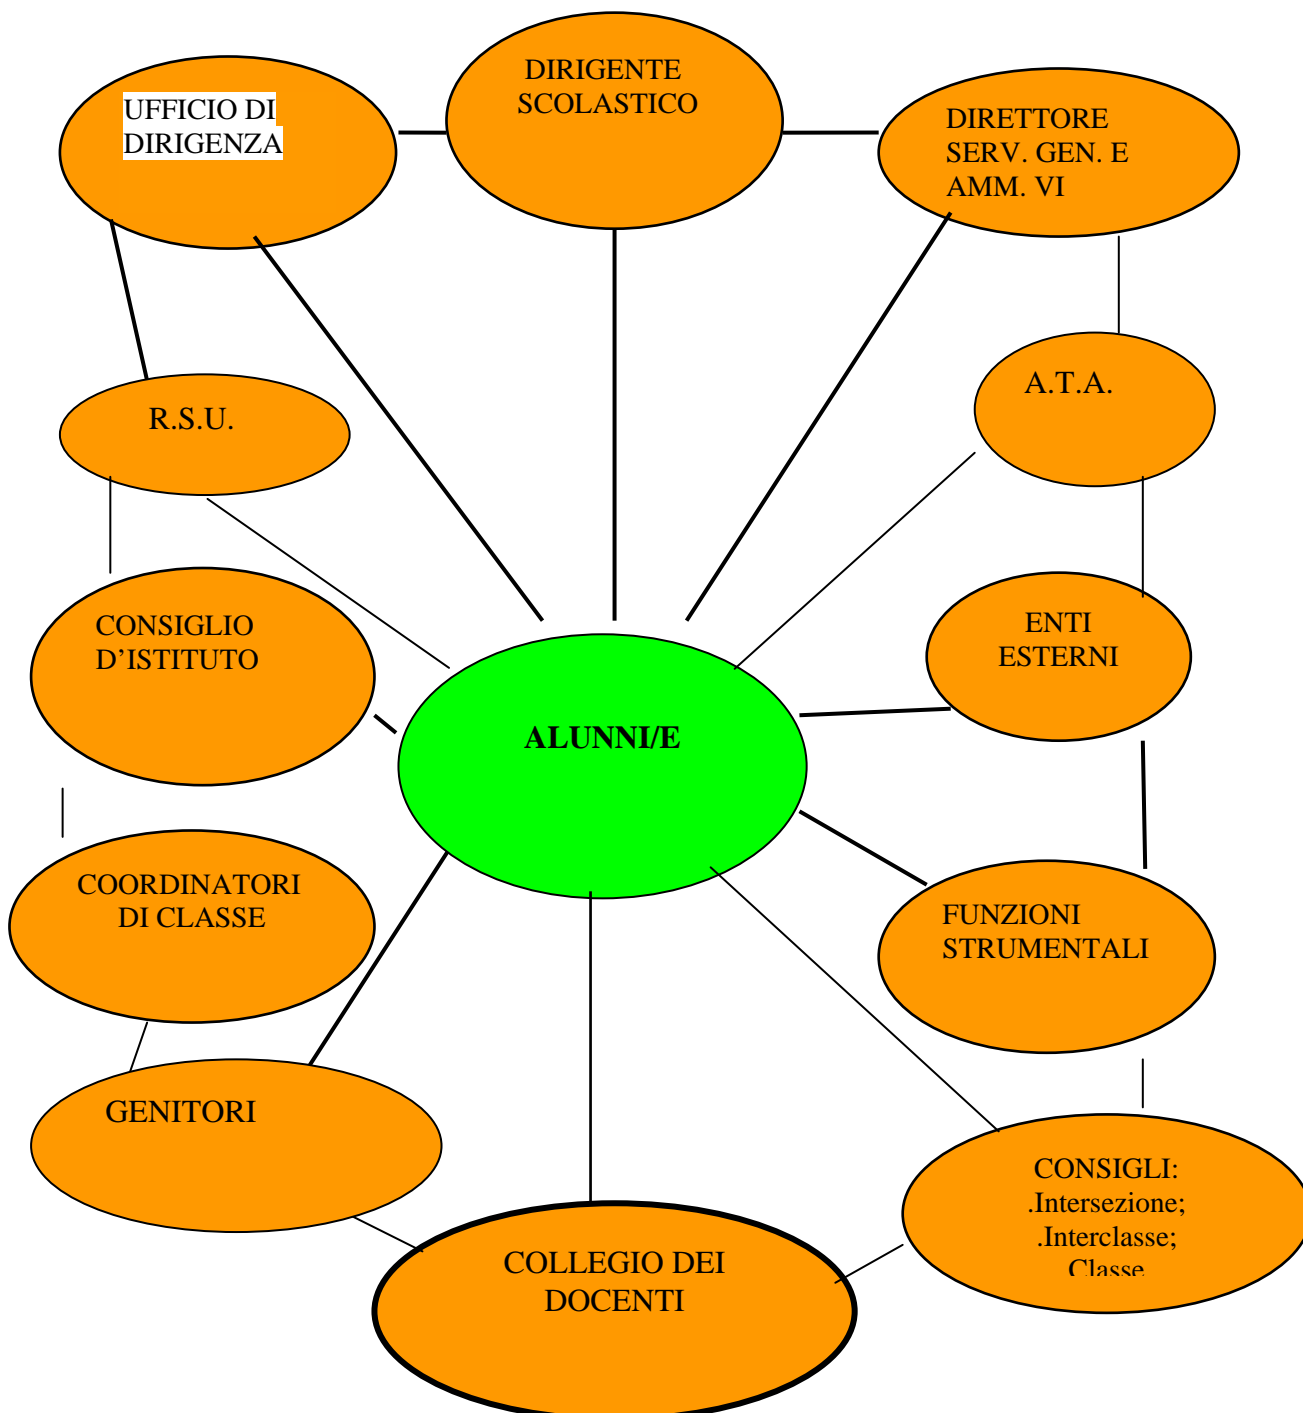 DIRIGENTE
SCOLASTICO
UFFICIO DI
DIRIGENZA
DIRETTORE
SERV. GEN. E
AMM. VI
R.S.U.
A.T.A.
CONSIGLIO
D’ISTITUTO
ENTI
ESTERNI
ALUNNI/E
COORDINATORI
DI CLASSE
FUNZIONI
STRUMENTALI
GENITORI
CONSIGLI:
.Intersezione;
.Interclasse;
Classe
COLLEGIO DEI
DOCENTI